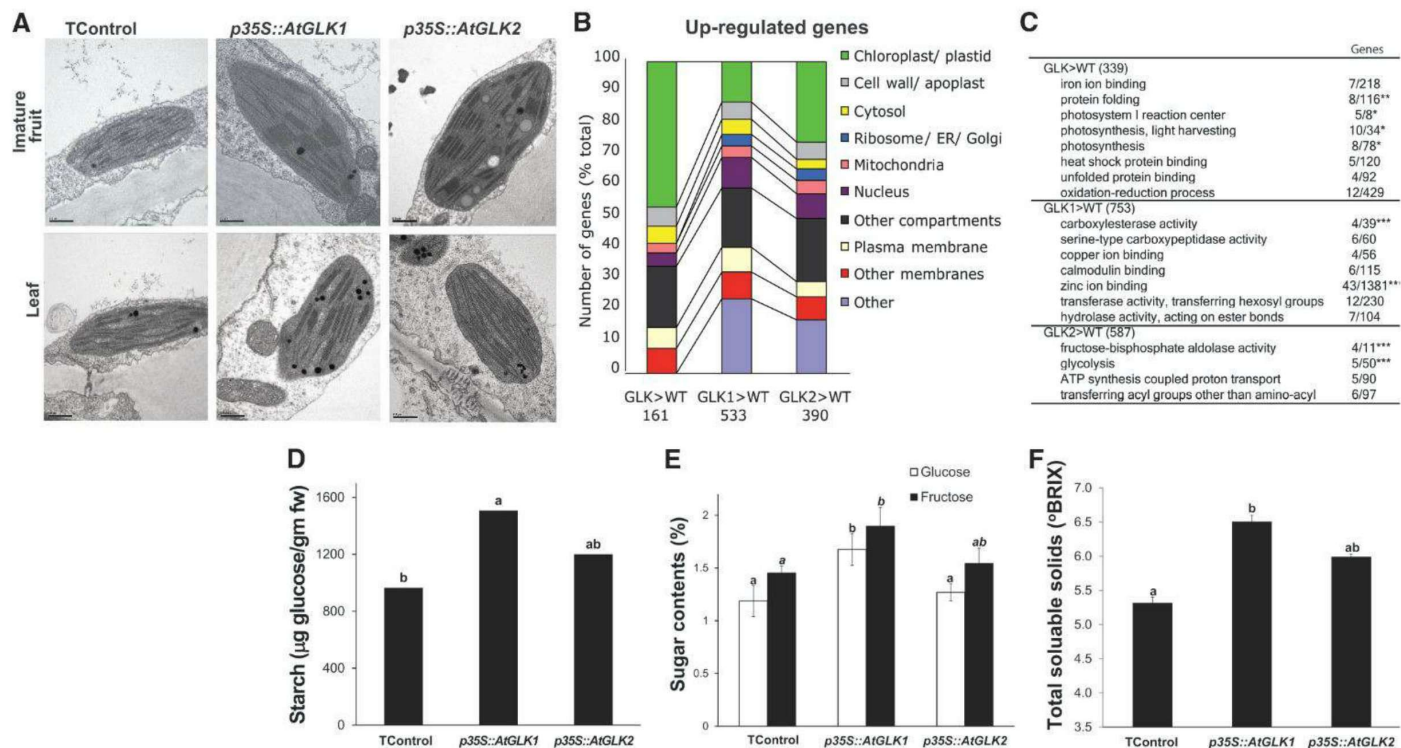 A
TControl
p35S::AtGLK1
p35S::AtGLK2
Imature
fruit
Leaf
B
Up-regulated genes
Number of genes (% total)
100
90
80
70
60
50
40
30
20
10
0
GLK>WT
161
GLK1>WT
533
GLK2>WT
390
Chloroplast/ plastid
Cell wall/ apoplast
Cytosol
Ribosome/ ER/ Golgi
Mitochondria
Nucleus
Other compartments
Plasma membrane
Other membranes
Other
C
Genes
GLK>WT (339)
iron ion binding 7/218
protein folding 8/116**
photosystem I reaction center 5/8*
photosynthesis, light harvesting 10/34*
photosynthesis 8/78*
heat shock protein binding 5/120
unfolded protein binding 4/92
oxidation-reduction process 12/429
GLK1>WT (753)
carboxylesterase activity 4/39***
serine-type carboxypeptidase activity 6/60
copper ion binding 4/56
calmodulin binding 6/115
zinc ion binding 43/1381**
transferase activity, transferring hexosyl groups 12/230
hydrolase activity, acting on ester bonds 7/104
GLK2>WT (587)
fructose-bisphosphate aldolase activity 4/11***
glycolysis 5/50***
ATP synthesis coupled proton transport 5/90
transferring acyl groups other than amino-acyl 6/97
D
Starch (µg glucose/gm fw)
1600
1200
800
400
0
b
a
ab
TControl
p35S::AtGLK1
p35S::AtGLK2
E
Glucose
Fructose
Sugar contents (%)
2
1.5
1
0.5
0
a
a
b
b
a
ab
TControl
p35S::AtGLK1
p35S::AtGLK2
F
Total soluable solids (ºBRIX)
7.0
6.5
6.0
5.5
5.0
4.5
4.0
3.5
a
b
ab
TControl
p35S::AtGLK1
p35S::AtGLK2